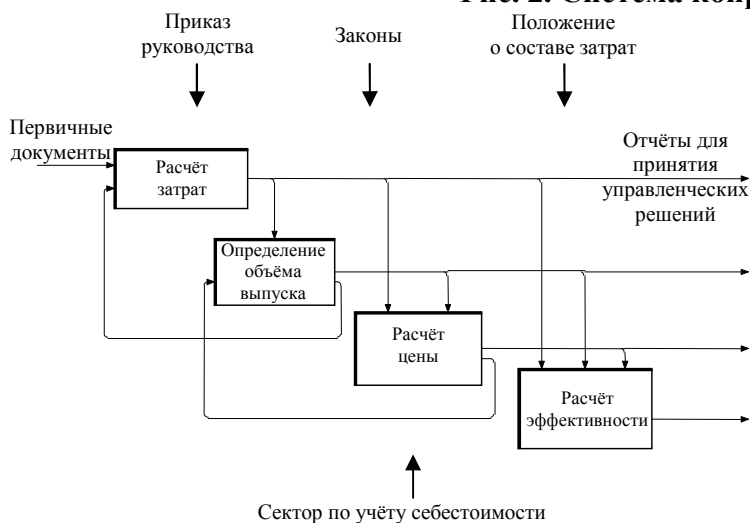 Рис. 2. Система
Приказ
руководства
Законы
Положение
о составе затрат
Первичные
документы
Расчёт
затрат
Отчёты для
принятия
управленческих
решений
Определение
объёма
выпуска
Расчёт
цены
Расчёт
эффективности
Сектор по учёту себестоимости